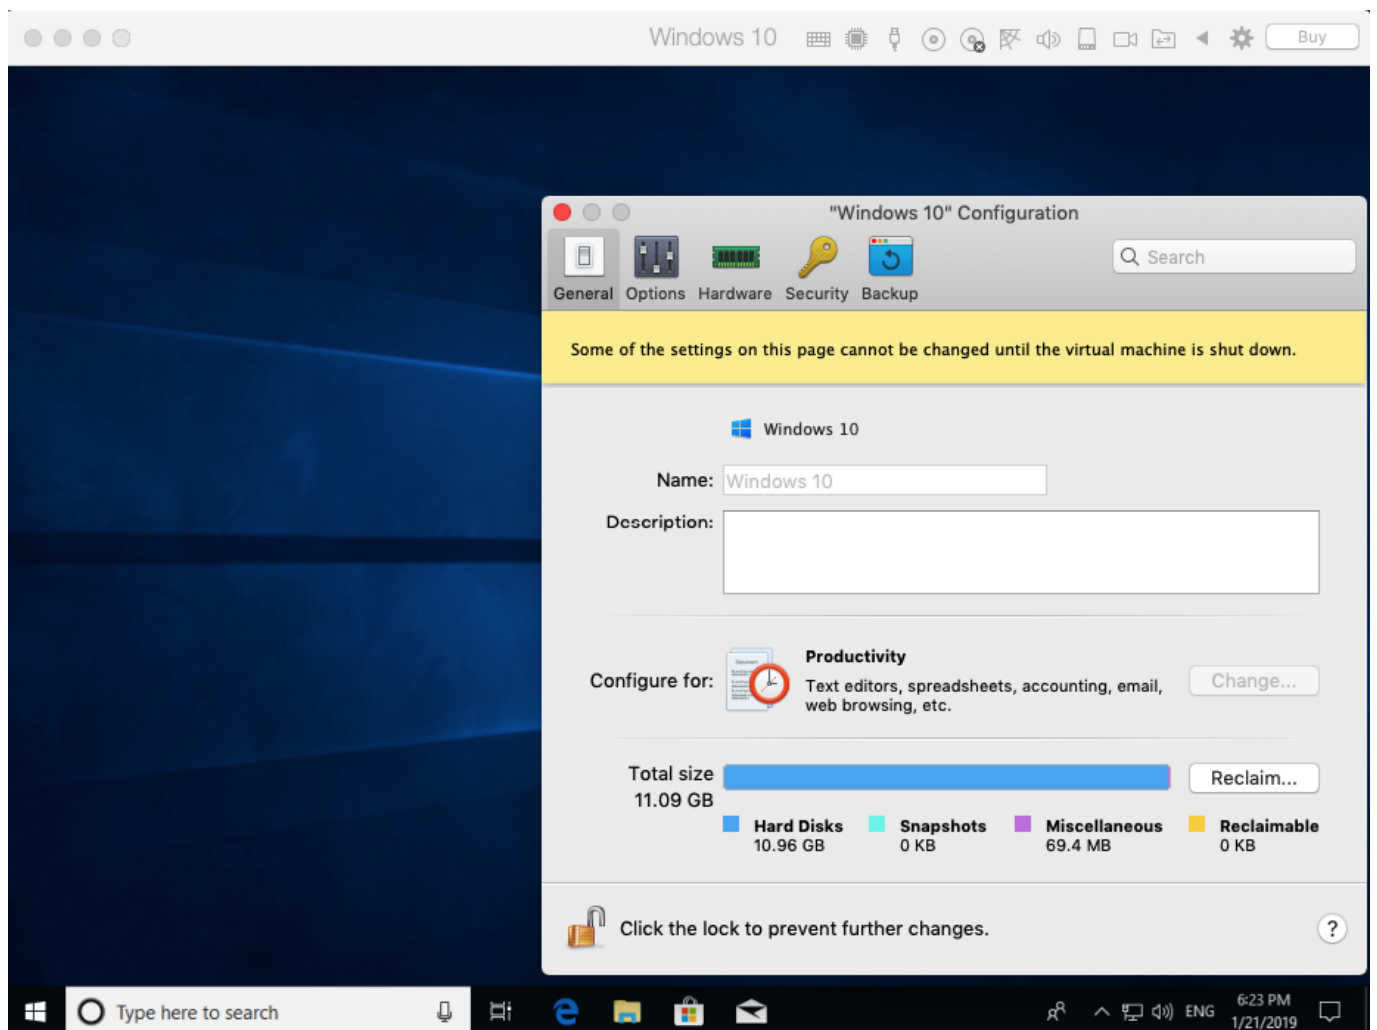 Windows 10
Buy
"Windows 10" Configuration
General Options Hardware Security Backup
Search
Some of the settings on this page cannot be changed until the virtual machine is shut down.
Windows 10
Name: Windows 10
Description:
Configure for:
Productivity
Text editors, spreadsheets, accounting, email,
web browsing, etc.
Change...
Total size
11.09 GB
Reclaim...
Hard Disks
10.96 GB
Snapshots
0 KB
Miscellaneous
69.4 MB
Reclaimable
0 KB
Click the lock to prevent further changes.
?
Type here to search
ENG
6:23 PM
1/21/2019